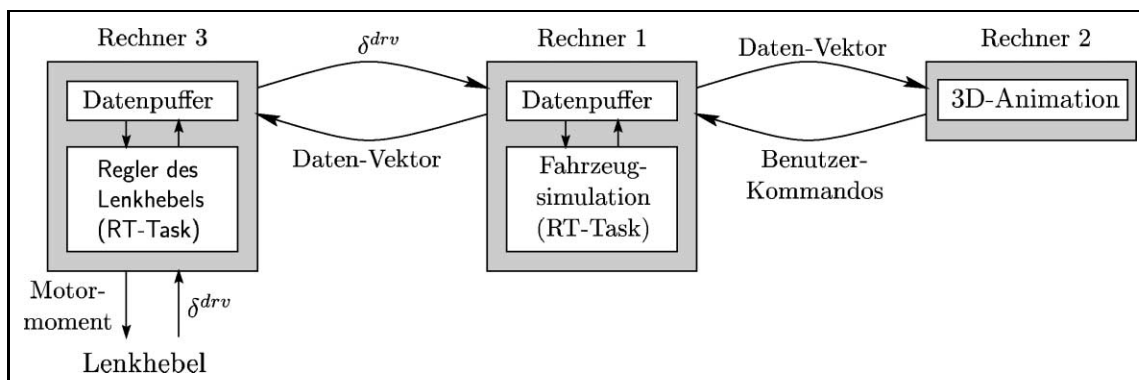 Rechner 3
δ^drv
Rechner 1
Daten-Vektor
Rechner 2
Datenpuffer
Datenpuffer
3D-Animation
Regler des
Lenkhebels
(RT-Task)
Daten-Vektor
Fahrzeug-
simulation
(RT-Task)
Benutzer-
Kommandos
Motor-
moment
δ^drv
Lenkhebel